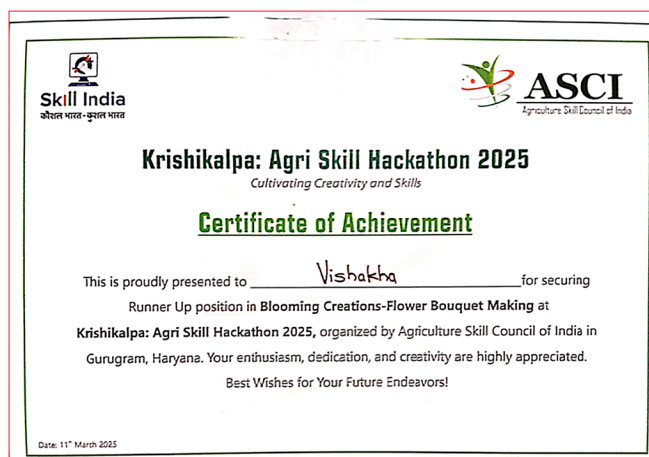 Skill India
कौशल भारत - कुशल भारत
ASCI
Agriculture Skill Council of India
Krishikalpa: Agri Skill Hackathon 2025
Cultivating Creativity and Skills
Certificate of Achievement
This is proudly presented to Vishakha for securing
Runner Up position in Blooming Creations-Flower Bouquet Making at
Krishikalpa: Agri Skill Hackathon 2025, organized by Agriculture Skill Council of India in
Gurugram, Haryana. Your enthusiasm, dedication, and creativity are highly appreciated.
Best Wishes for Your Future Endeavors!
Date: 11th March 2025